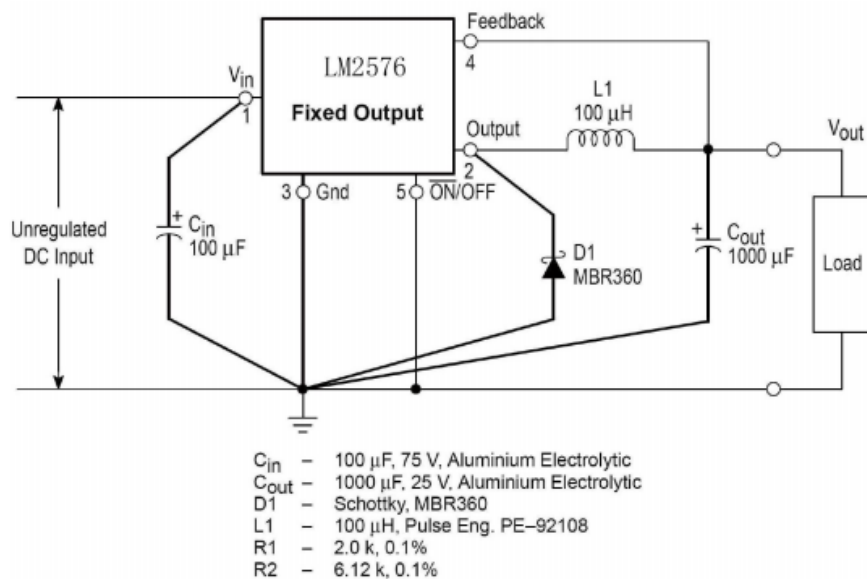 Feedback
4
LM2576
Fixed Output
Vin
1
Output
2
L1
100 μH
Vout
3
Gnd
5
ON/OFF
Unregulated
DC Input
+
Cin
100 μF
D1
MBR360
+
Cout
1000 μF
Load
Cin – 100 μF, 75 V, Aluminium Electrolytic
Cout – 1000 μF, 25 V, Aluminium Electrolytic
D1 – Schottky, MBR360
L1 – 100 μH, Pulse Eng. PE–92108
R1 – 2.0 k, 0.1%
R2 – 6.12 k, 0.1%